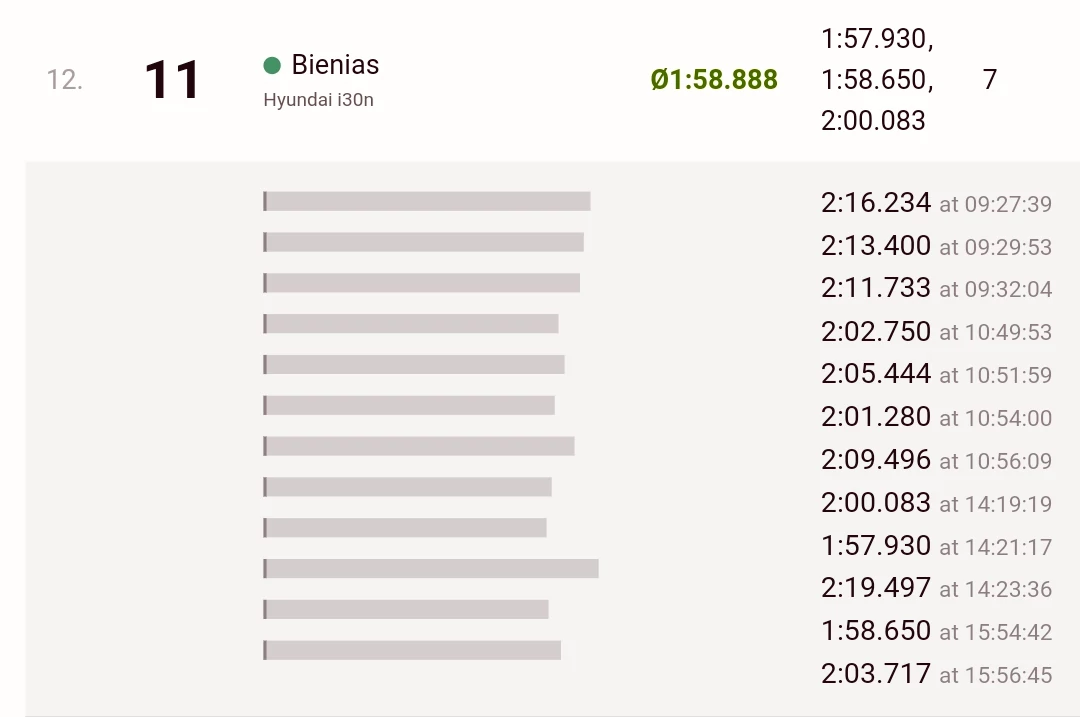 12.
11
Bienias
Hyundai i30n
Ø1:58.888
1:57.930,
1:58.650,
2:00.083
7
2:16.234 at 09:27:39
2:13.400 at 09:29:53
2:11.733 at 09:32:04
2:02.750 at 10:49:53
2:05.444 at 10:51:59
2:01.280 at 10:54:00
2:09.496 at 10:56:09
2:00.083 at 14:19:19
1:57.930 at 14:21:17
2:19.497 at 14:23:36
1:58.650 at 15:54:42
2:03.717 at 15:56:45